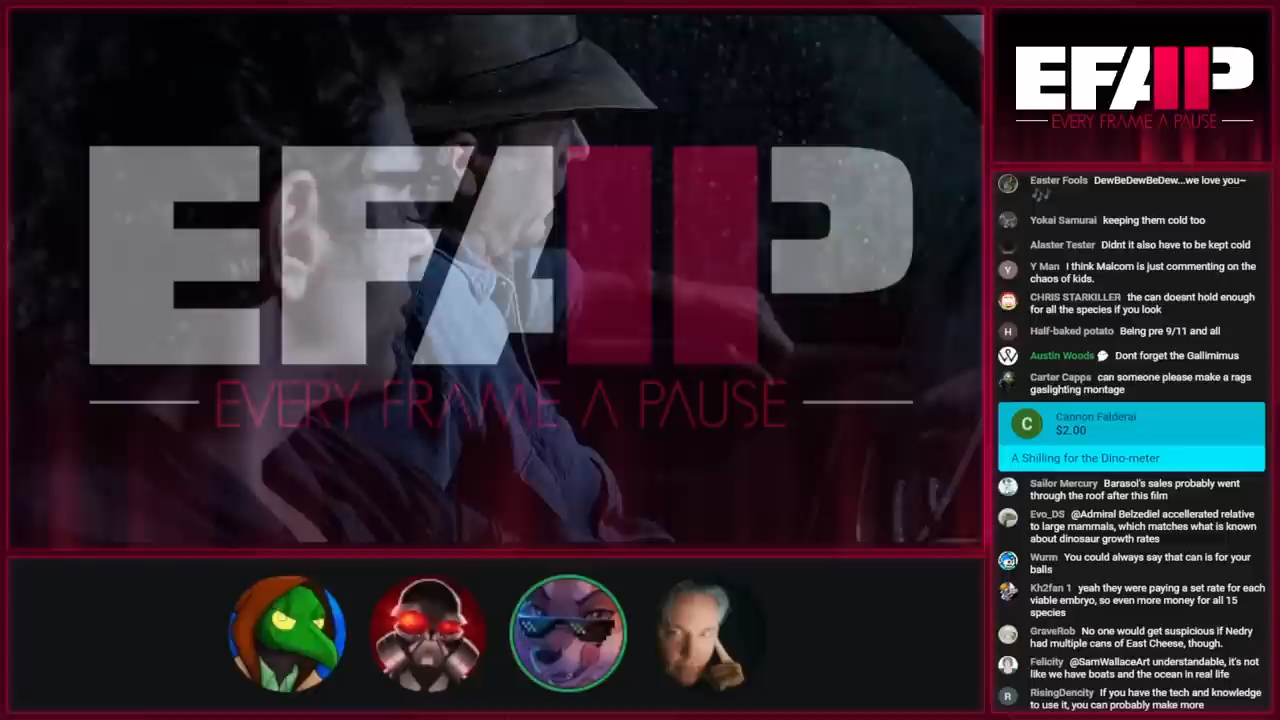 EFAP
EVERY FRAME A PAUSE
EFAP
EVERY FRAME A PAUSE
Easter Fools DewBeDewBeDew...we love you~
🎶
Yokai Samurai keeping them cold too
Alaster Tester Didnt it also have to be kept cold
Y
Y Man I think Malcom is just commenting on the
chaos of kids.
CHRIS STARKILLER the can doesnt hold enough
for all the species if you look
H
Half-baked potato Being pre 9/11 and all
Austin Woods Dont forget the Gallimimus
Carter Capps can someone please make a rags
gaslighting montage
C
Cannon Falderai
$2.00
A Shilling for the Dino-meter
Sailor Mercury Barasol's sales probably went
through the roof after this film
Evo_DS @Admiral Belzediel accellerated relative
to large mammals, which matches what is known
about dinosaur growth rates
Wurm You could always say that can is for your
balls
Kh2fan 1 yeah they were paying a set rate for each
viable embryo, so even more money for all 15
species
GraveRob No one would get suspicious if Nedry
had multiple cans of East Cheese, though.
Felicity @SamWallaceArt understandable, it's not
like we have boats and the ocean in real life
R
RisingDencity If you have the tech and knowledge
to use it, you can probably make more